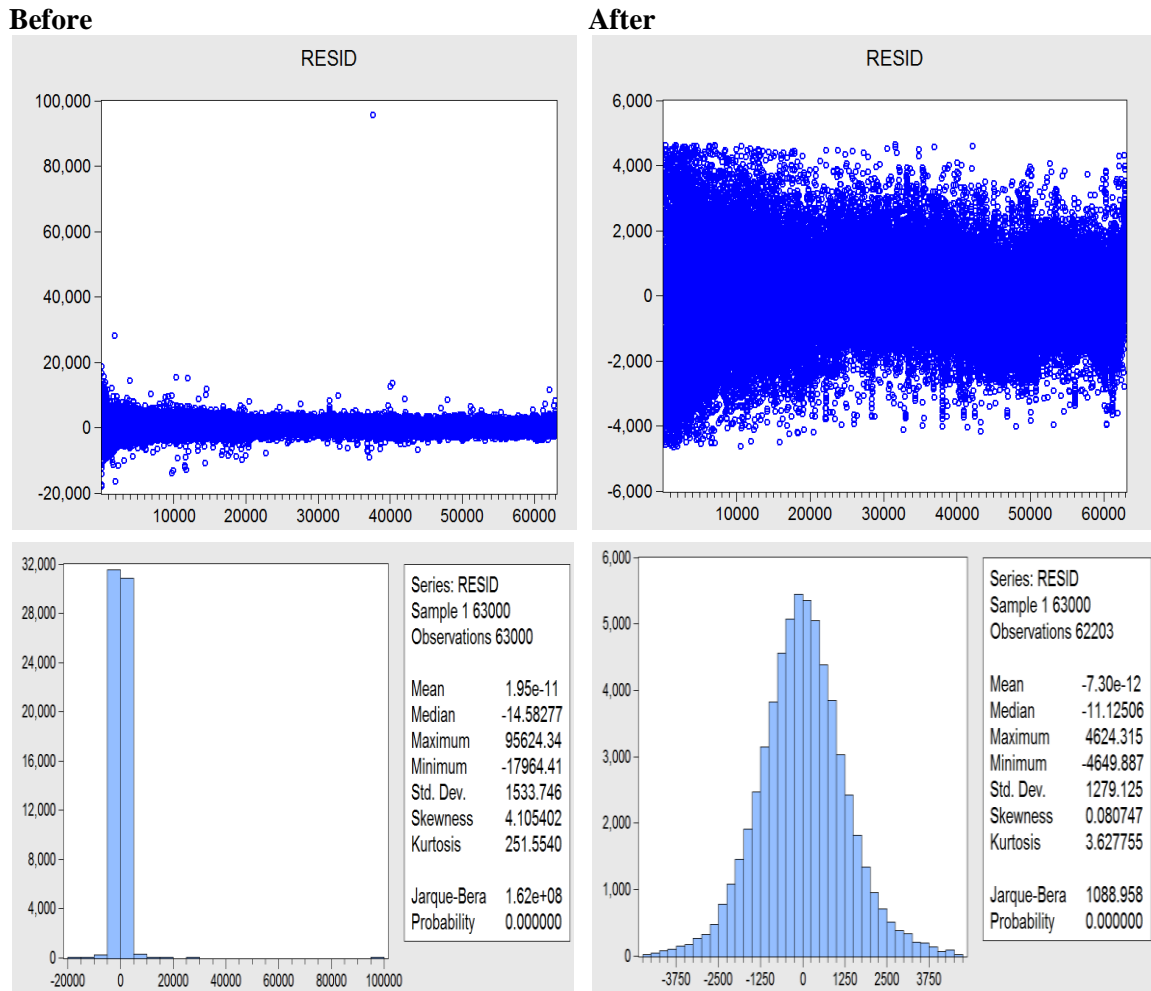 Before
After
RESID
100,000
80,000
60,000
40,000
20,000
0
-20,000
10000 20000 30000 40000 50000 60000
RESID
6,000
4,000
2,000
0
-2,000
-4,000
-6,000
10000 20000 30000 40000 50000 60000
32,000
28,000
24,000
20,000
16,000
12,000
8,000
4,000
0
-20000 0 20000 40000 60000 80000 100000
Series: RESID
Sample 1 63000
Observations 63000
Mean 1.95e-11
Median -14.58277
Maximum 95624.34
Minimum -17964.41
Std. Dev. 1533.746
Skewness 4.105402
Kurtosis 251.5540
Jarque-Bera 1.62e+08
Probability 0.000000
6,000
5,000
4,000
3,000
2,000
1,000
0
-3750 -2500 -1250 0 1250 2500 3750
Series: RESID
Sample 1 63000
Observations 62203
Mean -7.30e-12
Median -11.12506
Maximum 4624.315
Minimum -4649.887
Std. Dev. 1279.125
Skewness 0.080747
Kurtosis 3.627755
Jarque-Bera 1088.958
Probability 0.000000